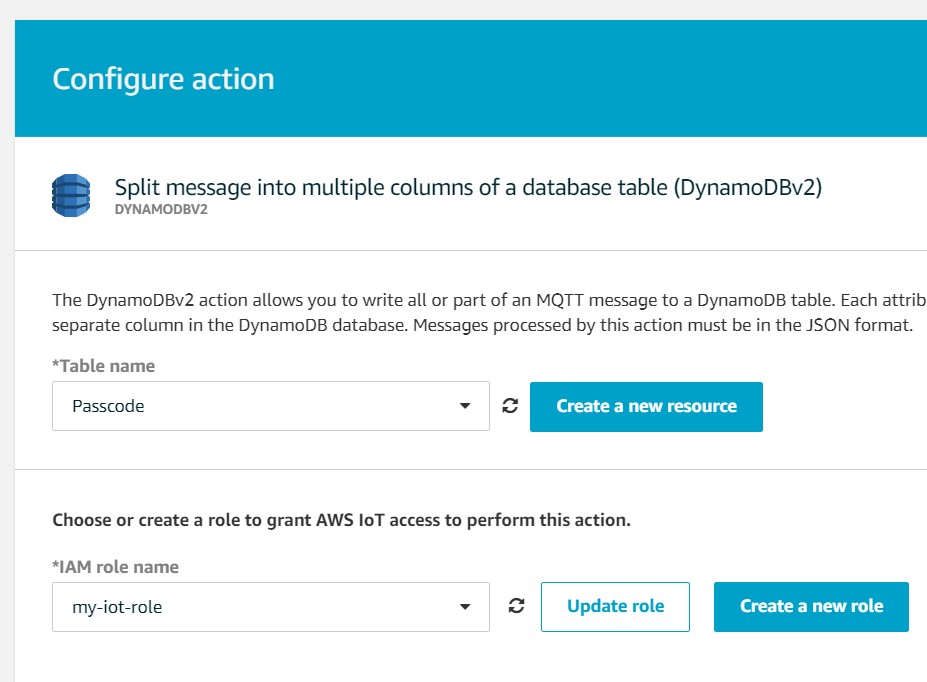 Configure action
Split message into multiple columns of a database table (DynamoDBv2)
DYNAMODBV2
The DynamoDBv2 action allows you to write all or part of an MQTT message to a DynamoDB table. Each attrib
separate column in the DynamoDB database. Messages processed by this action must be in the JSON format.
*Table name
Passcode
Create a new resource
Choose or create a role to grant AWS IoT access to perform this action.
*IAM role name
my-iot-role
Update role
Create a new role